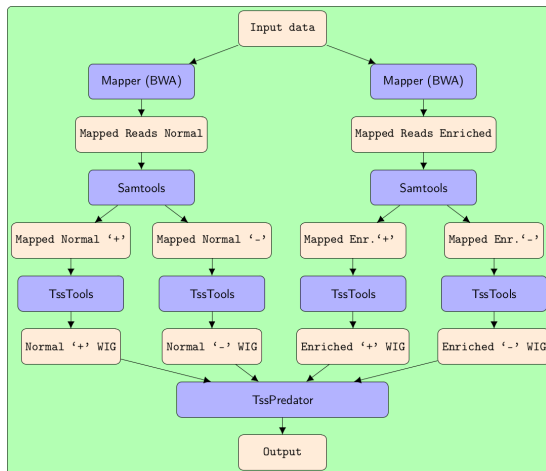 Input data
Mapper (BWA)
Mapper (BWA)
Mapped Reads Normal
Mapped Reads Enriched
Samtools
Samtools
Mapped Normal ‘+’
Mapped Normal ‘-’
Mapped Enr.‘+’
Mapped Enr.‘-’
TssTools
TssTools
TssTools
TssTools
Normal ‘+’ WIG
Normal ‘-’ WIG
Enriched ‘+’ WIG
Enriched ‘-’ WIG
TssPredator
Output